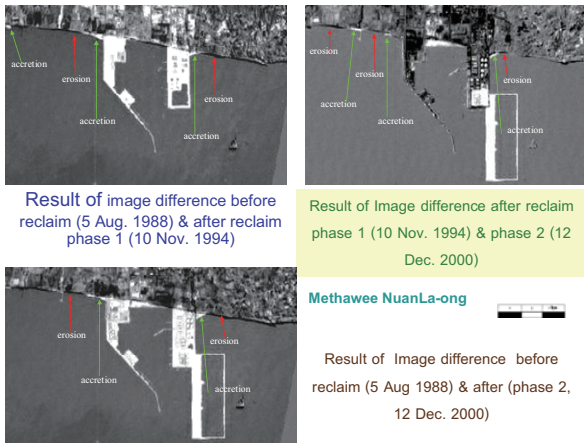 accretion
erosion
accretion
accretion
erosion
erosion
accretion
erosion
accretion
erosion
accretion
Result of image difference before
reclaim (5 Aug. 1988) & after reclaim
phase 1 (10 Nov. 1994)
Result of Image difference after reclaim
phase 1 (10 Nov. 1994) & phase 2 (12
Dec. 2000)
erosion
accretion
erosion
accretion
Methawee NuanLa-ong
Result of Image difference before
reclaim (5 Aug 1988) & after (phase 2,
12 Dec. 2000)